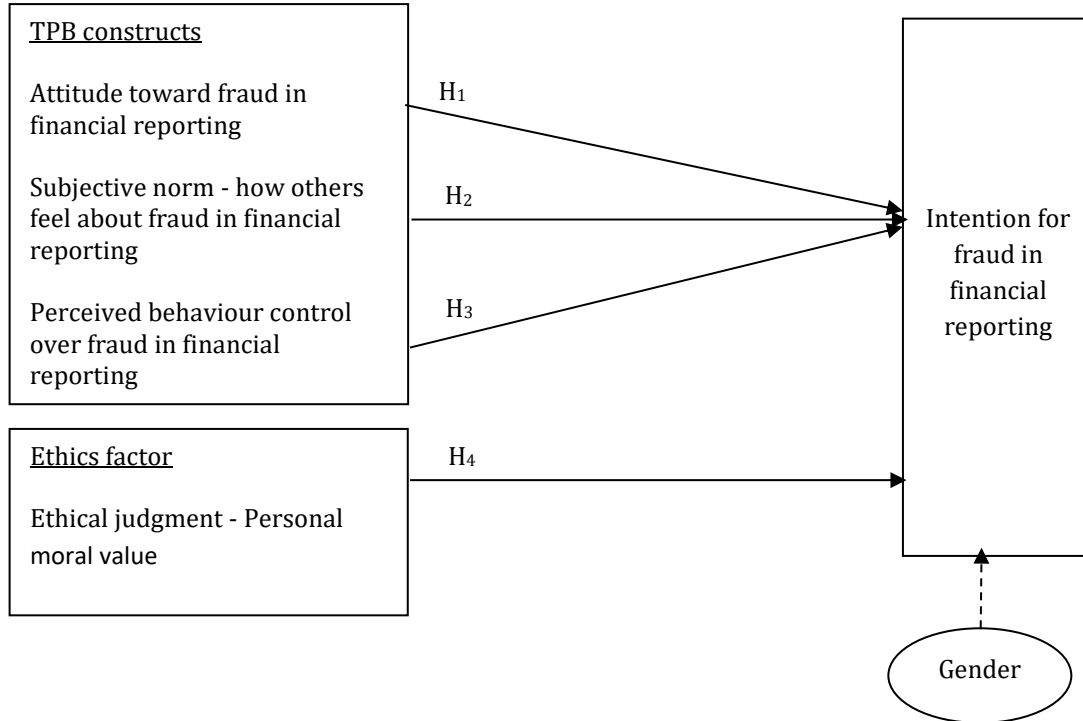 TPB constructs
Attitude toward fraud in
financial reporting
Subjective norm - how others
feel about fraud in financial
reporting
Perceived behaviour control
over fraud in financial
reporting
H1
H2
H3
Intention for
fraud in
financial
reporting
Ethics factor
Ethical judgment - Personal
moral value
H4
Gender